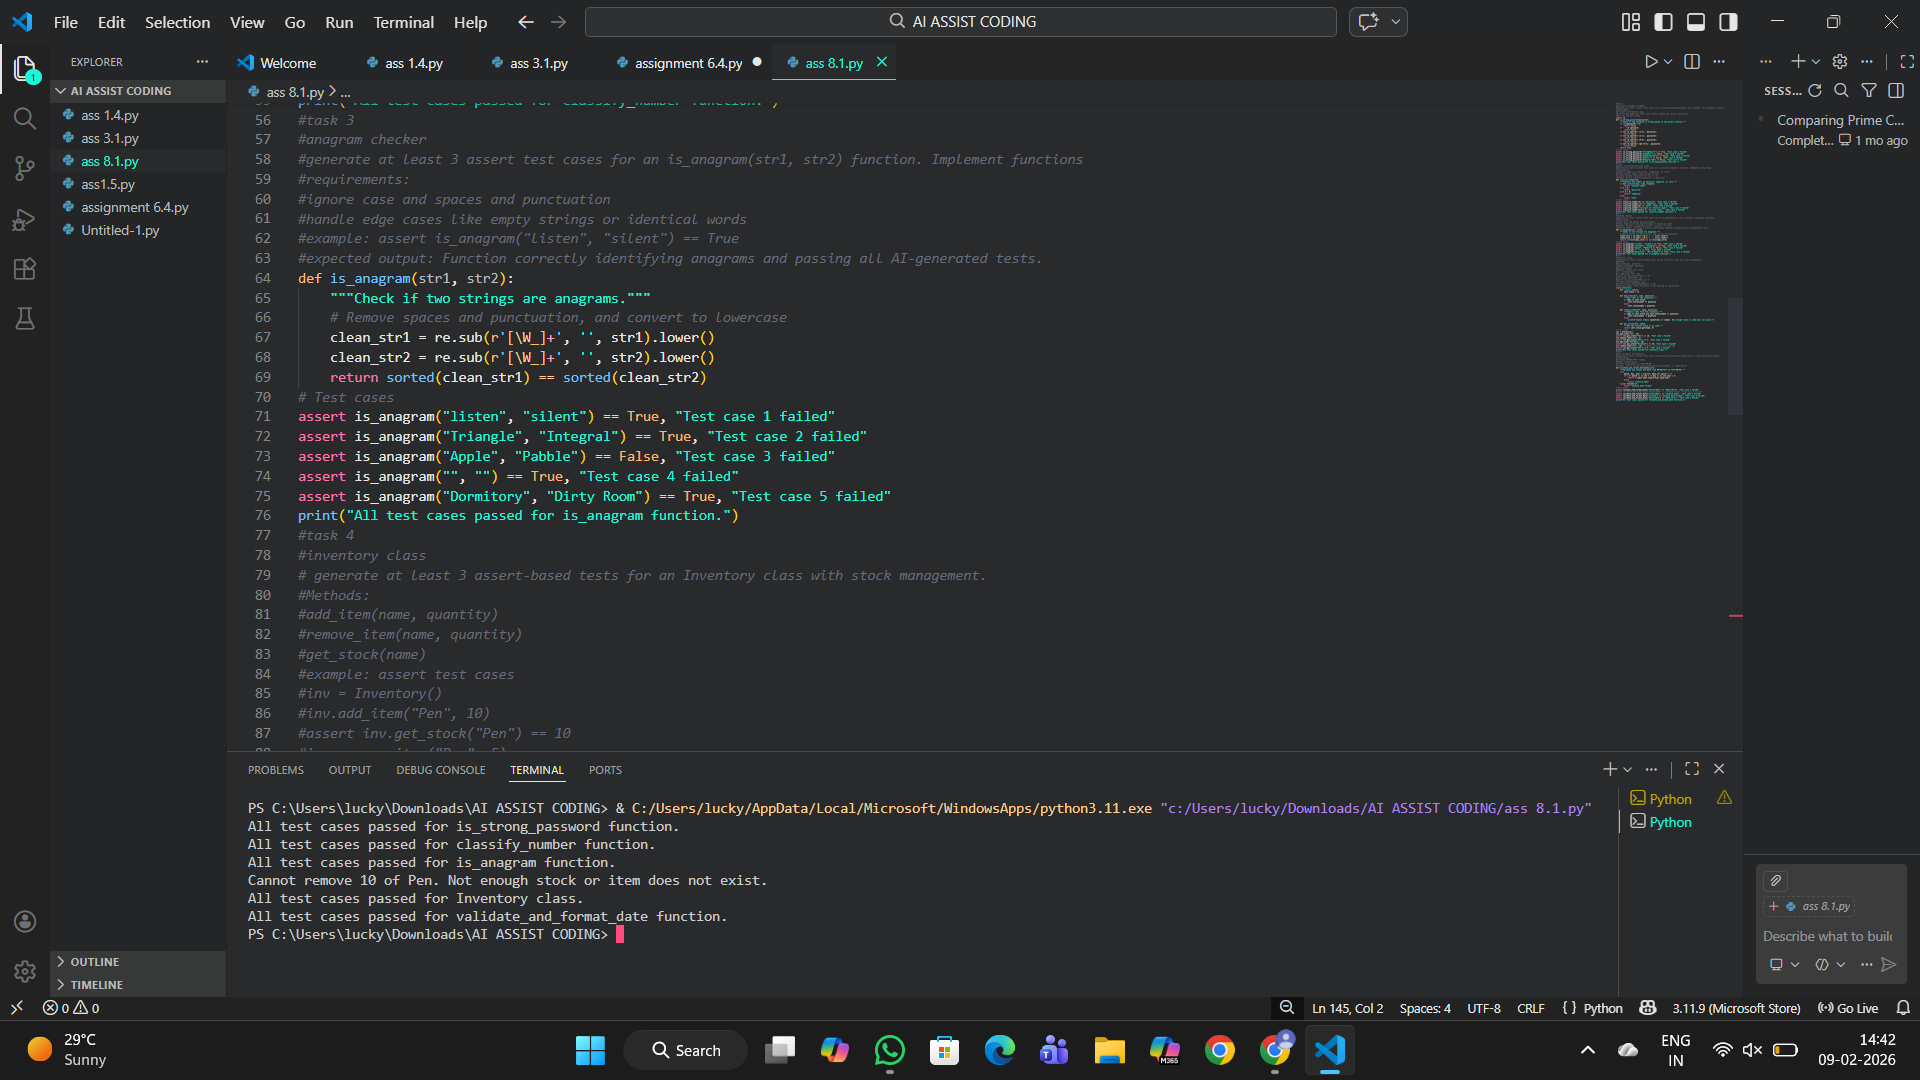 File Edit Selection View Go Run Terminal Help
AI ASSIST CODING
EXPLORER
Welcome
ass 1.4.py
ass 3.1.py
assignment 6.4.py
ass 8.1.py
AI ASSIST CODING
ass 1.4.py
ass 3.1.py
ass 8.1.py
ass1.5.py
assignment 6.4.py
Untitled-1.py
ass 8.1.py > ...
56 #task 3
57 #anagram checker
58 #generate at least 3 assert test cases for an is_anagram(str1, str2) function. Implement functions
59 #requirements:
60 #ignore case and spaces and punctuation
61 #handle edge cases like empty strings or identical words
62 #example: assert is_anagram("listen", "silent") == True
63 #expected output: Function correctly identifying anagrams and passing all AI-generated tests.
64 def is_anagram(str1, str2):
65     """Check if two strings are anagrams."""
66     # Remove spaces and punctuation, and convert to lowercase
67     clean_str1 = re.sub(r'[\W_]+', '', str1).lower()
68     clean_str2 = re.sub(r'[\W_]+', '', str2).lower()
69     return sorted(clean_str1) == sorted(clean_str2)
70 # Test cases
71 assert is_anagram("listen", "silent") == True, "Test case 1 failed"
72 assert is_anagram("Triangle", "Integral") == True, "Test case 2 failed"
73 assert is_anagram("Apple", "Pabble") == False, "Test case 3 failed"
74 assert is_anagram("", "") == True, "Test case 4 failed"
75 assert is_anagram("Dormitory", "Dirty Room") == True, "Test case 5 failed"
76 print("All test cases passed for is_anagram function.")
77 #task 4
78 #inventory class
79 # generate at least 3 assert-based tests for an Inventory class with stock management.
80 #Methods:
81 #add_item(name, quantity)
82 #remove_item(name, quantity)
83 #get_stock(name)
84 #example: assert test cases
85 #inv = Inventory()
86 #inv.add_item("Pen", 10)
87 #assert inv.get_stock("Pen") == 10
PROBLEMS OUTPUT DEBUG CONSOLE TERMINAL PORTS
PS C:\Users\lucky\Downloads\AI ASSIST CODING> & C:/Users/lucky/AppData/Local/Microsoft/WindowsApps/python3.11.exe "c:/Users/lucky/Downloads/AI ASSIST CODING/ass 8.1.py"
All test cases passed for is_strong_password function.
All test cases passed for classify_number function.
All test cases passed for is_anagram function.
Cannot remove 10 of Pen. Not enough stock or item does not exist.
All test cases passed for Inventory class.
All test cases passed for validate_and_format_date function.
PS C:\Users\lucky\Downloads\AI ASSIST CODING>
Python
Python
SESS...
Comparing Prime C...
Complet... 1 mo ago
ass 8.1.py
Describe what to build
OUTLINE
TIMELINE
1
0 0
Ln 145, Col 2 Spaces: 4 UTF-8 CRLF { } Python 3.11.9 (Microsoft Store) Go Live
29°C
Sunny
Search
M365
ENG
IN
14:42
09-02-2026